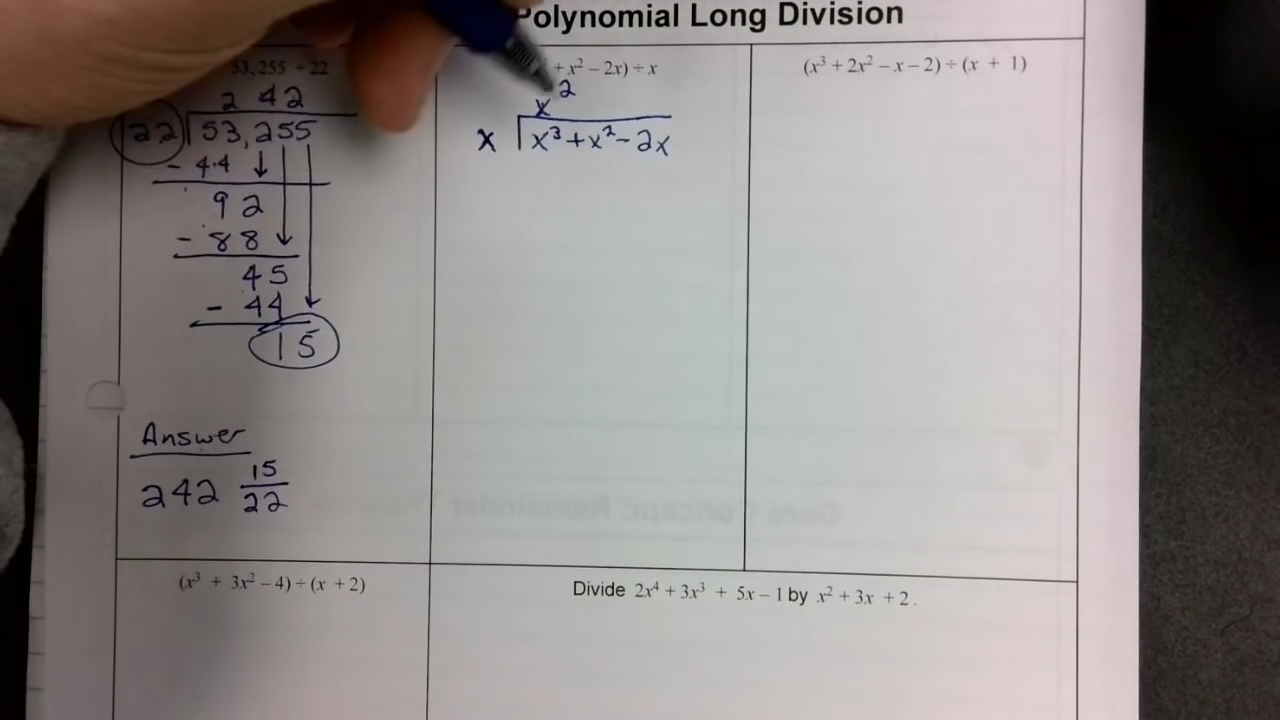 Polynomial Long Division
53,255 ÷ 22
2 42
22 53,255
- 44
92
- 88
45
- 44
15
Answer
242 15/22
+ x² – 2x) ÷ x
x²
x x³+x²-2x
(x³ + 2x² – x – 2) ÷ (x + 1)
(x³ + 3x² – 4) ÷ (x + 2)
Divide 2x⁴ + 3x³ + 5x – 1 by x² + 3x + 2.